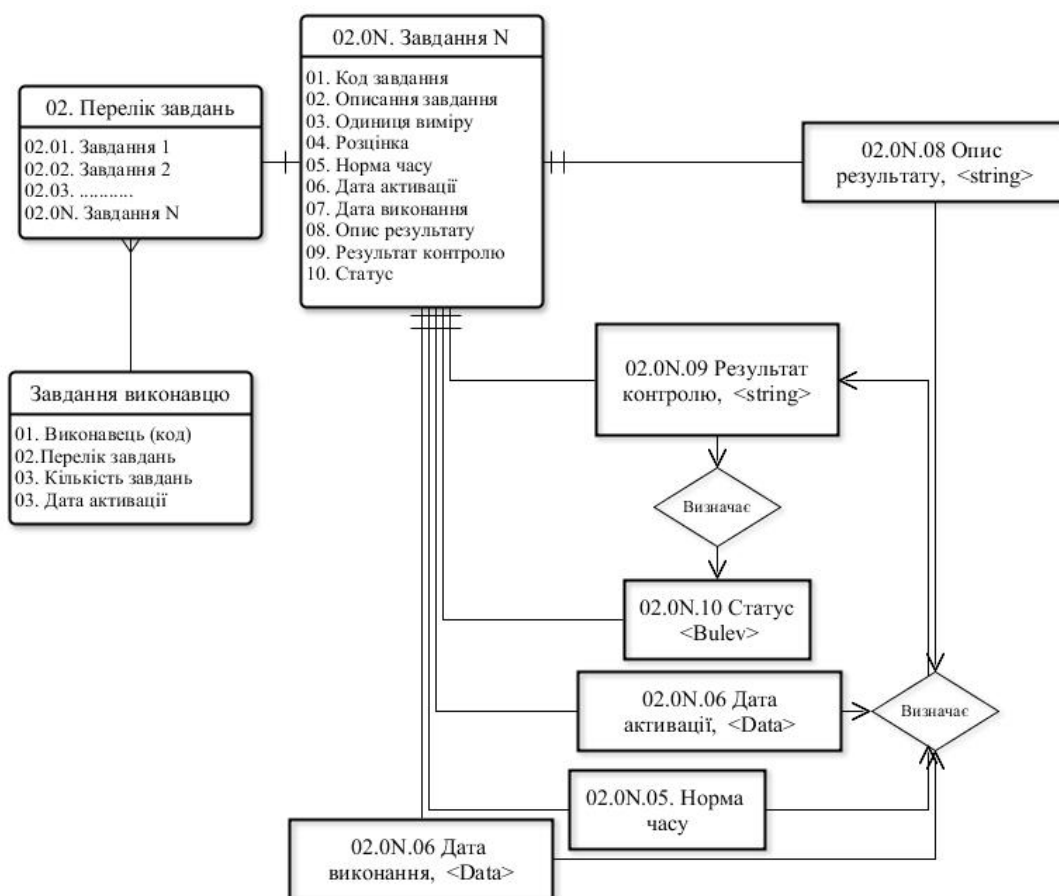 02.0N. Завдання N
01. Код завдання
02. Описання завдання
03. Одиниця виміру
04. Розцінка
05. Норма часу
06. Дата активації
07. Дата виконання
08. Опис результату
09. Результат контролю
10. Статус
02. Перелік завдань
02.01. Завдання 1
02.02. Завдання 2
02.03. ...........
02.0N. Завдання N
02.0N.08 Опис
результату, <string>
Завдання виконавцю
01. Виконавець (код)
02.Перелік завдань
03. Кількість завдань
03. Дата активації
02.0N.09 Результат
контролю, <string>
Визначає
02.0N.10 Статус
<Bulev>
02.0N.06 Дата
активації, <Data>
Визначає
02.0N.05. Норма
часу
02.0N.06 Дата
виконання, <Data>